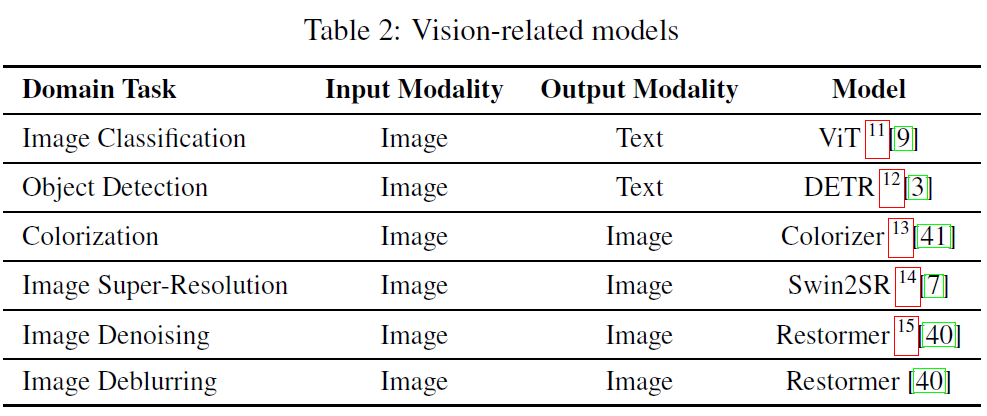 Table 2: Vision-related models
Domain Task Input Modality Output Modality Model
Image Classification Image Text ViT 11[9]
Object Detection Image Text DETR 12[3]
Colorization Image Image Colorizer 13[41]
Image Super-Resolution Image Image Swin2SR 14[7]
Image Denoising Image Image Restormer 15[40]
Image Deblurring Image Image Restormer [40]